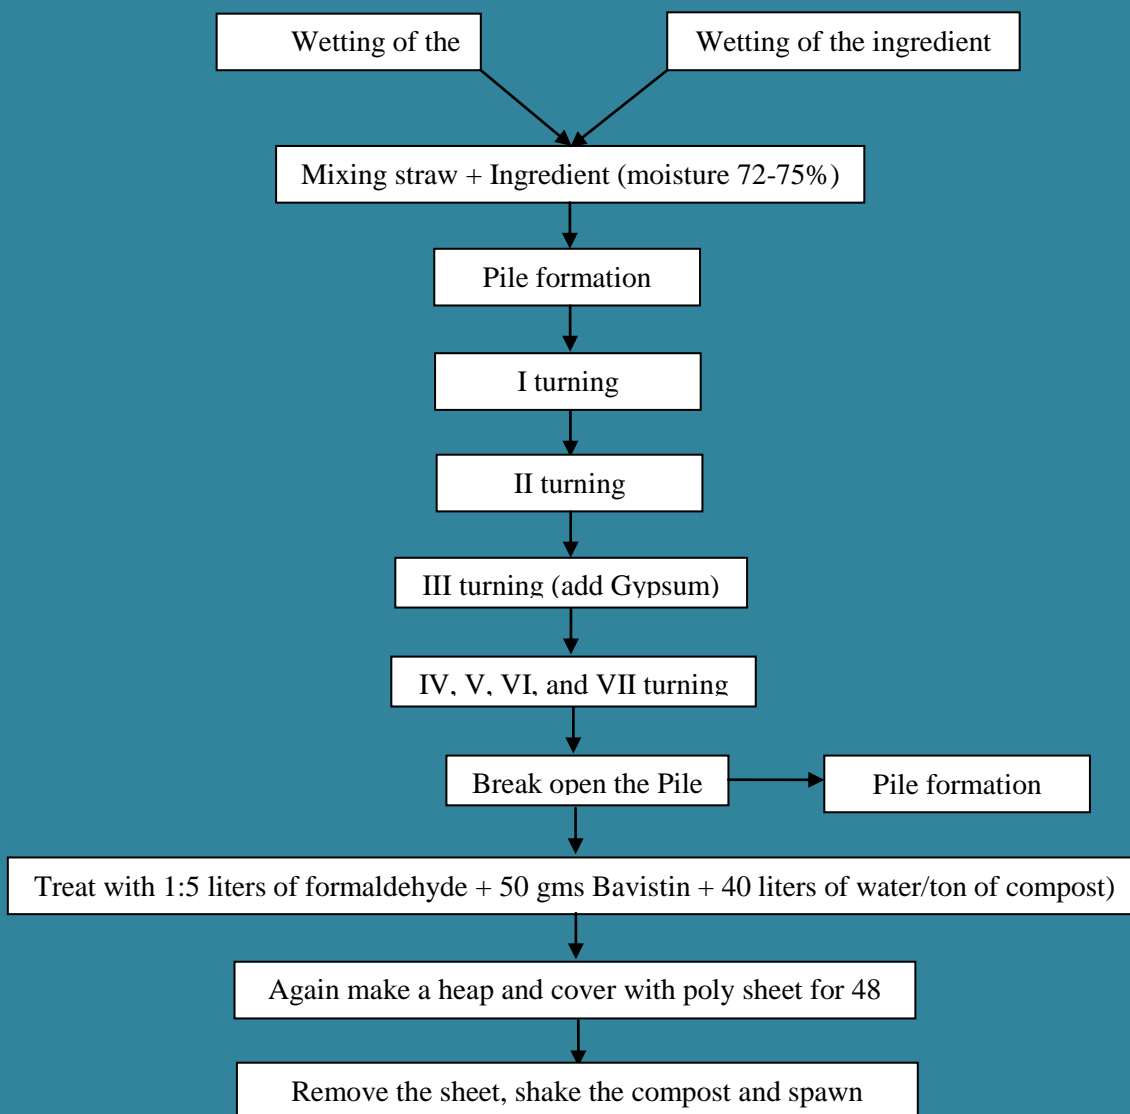 Wetting of the
Wetting of the ingredient
Mixing straw + Ingredient (moisture 72-75%)
Pile formation
I turning
II turning
III turning (add Gypsum)
IV, V, VI, and VII turning
Break open the Pile
Pile formation
Treat with 1:5 liters of formaldehyde + 50 gms Bavistin + 40 liters of water/ton of compost)
Again make a heap and cover with poly sheet for 48
Remove the sheet, shake the compost and spawn